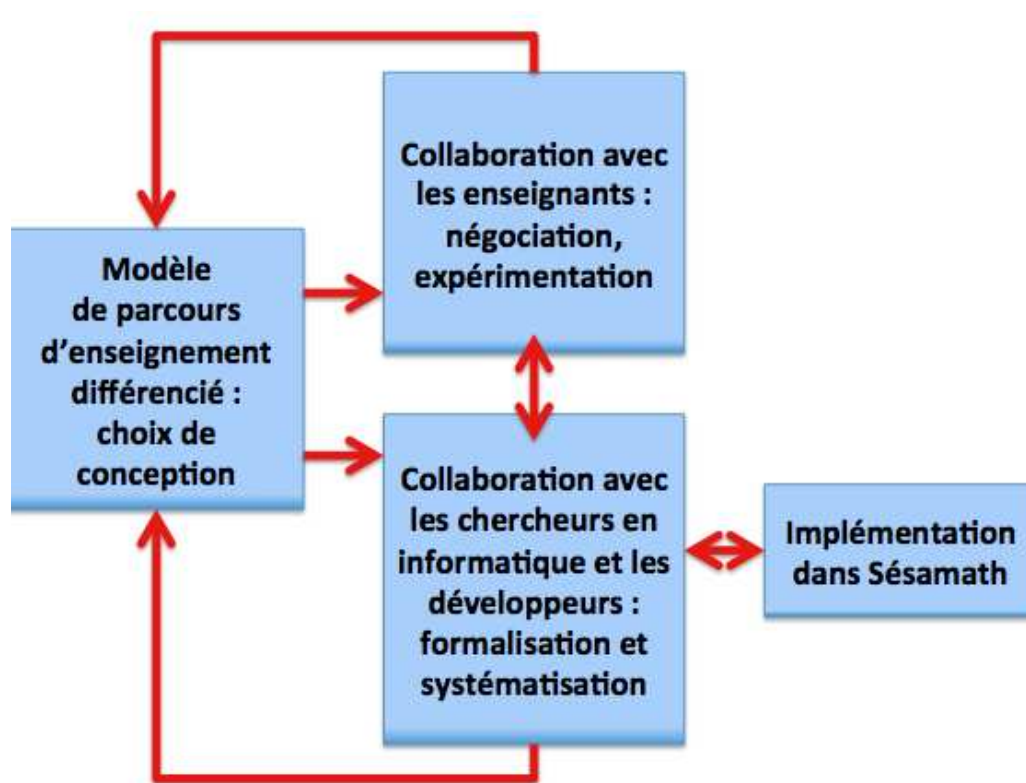 Modèle
de parcours
d’enseignement
différencié :
choix de
conception
Collaboration avec
les enseignants :
négociation,
expérimentation
Collaboration avec
les chercheurs en
informatique et les
développeurs :
formalisation et
systématisation
Implémentation
dans Sésamath